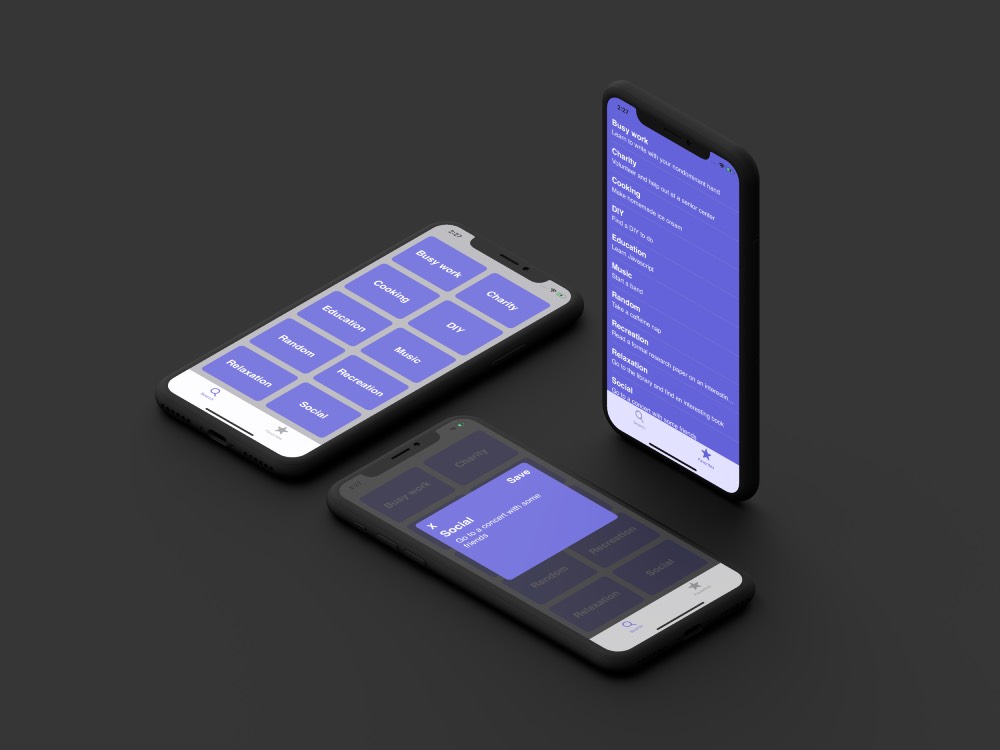 2:27
Busy work
Charity
Cooking
DIY
Education
Music
Random
Recreation
Relaxation
Social
Search
Favorites
2:27
Busy work
Learn to write with your nondominant hand
Charity
Volunteer and help out at a senior center
Cooking
Make homemade ice cream
DIY
Find a DIY to do
Education
Learn Javascript
Music
Start a band
Random
Take a caffeine nap
Recreation
Read a formal research paper on an interestin...
Relaxation
Go to the library and find an interesting book
Social
Go to a concert with some friends
Search
Favorites
2:27
Busy work
Charity
X
Save
Social
Go to a concert with some
friends
Random
Recreation
Relaxation
Social
Search
Favorites